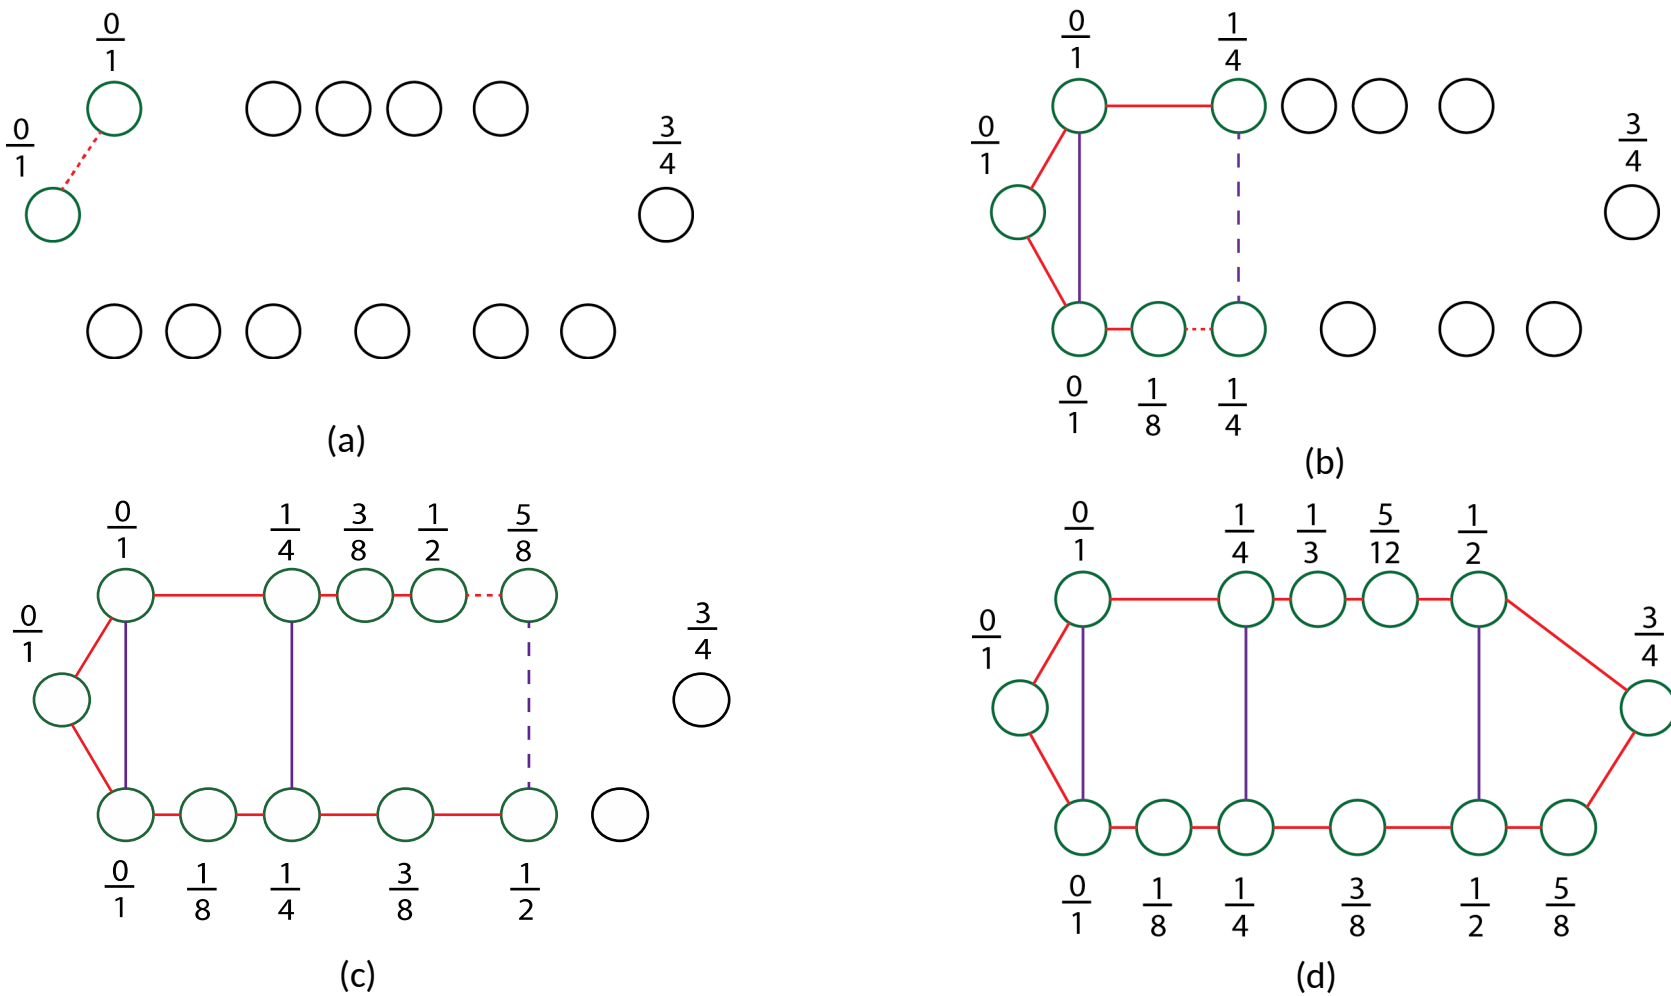 0/1
0/1
3/4
(a)
0/1 1/4
0/1
3/4
0/1 1/8 1/4
(b)
0/1 1/4 3/8 1/2 5/8
0/1
3/4
0/1 1/8 1/4 3/8 1/2
(c)
0/1 1/4 1/3 5/12 1/2
0/1
3/4
0/1 1/8 1/4 3/8 1/2 5/8
(d)